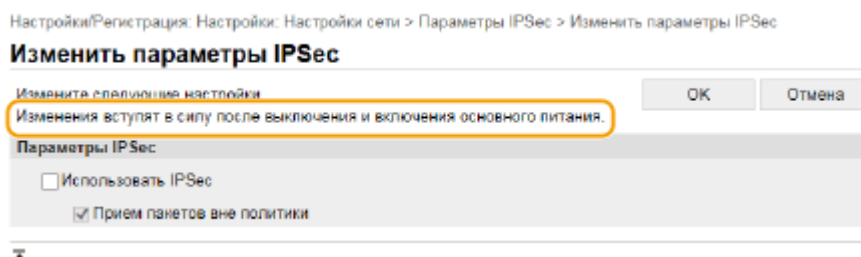 Настройки/Регистрация: Настройки: Настройки сети > Параметры IPSec > Изменить параметры IPSec
Изменить параметры IPSec
Измените следующие настройки
OK
Отмена
Изменения вступят в силу после выключения и включения основного питания.
Параметры IPSec
Использовать IPSec
Прием пакетов вне политики